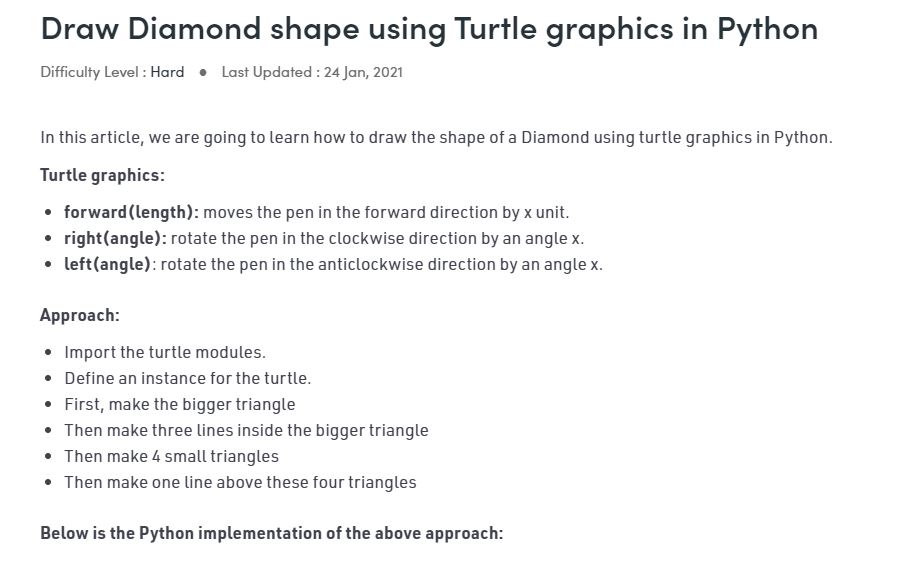 Draw Diamond shape using Turtle graphics in Python
Difficulty Level : Hard ● Last Updated : 24 Jan, 2021
In this article, we are going to learn how to draw the shape of a Diamond using turtle graphics in Python.
Turtle graphics:
• forward(length): moves the pen in the forward direction by x unit.
• right(angle): rotate the pen in the clockwise direction by an angle x.
• left(angle): rotate the pen in the anticlockwise direction by an angle x.
Approach:
• Import the turtle modules.
• Define an instance for the turtle.
• First, make the bigger triangle
• Then make three lines inside the bigger triangle
• Then make 4 small triangles
• Then make one line above these four triangles
Below is the Python implementation of the above approach: